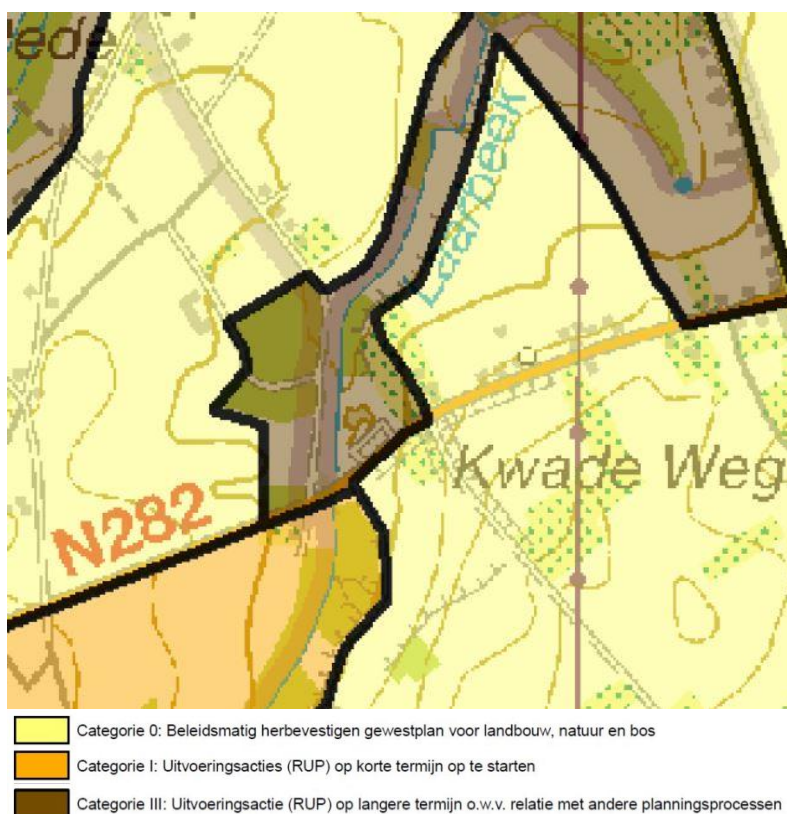 lede
Laarbeek
Kwade Weg
N282
Categorie 0: Beleidsmatig herbevestigen gewestplan voor landbouw, natuur en bos
Categorie I: Uitvoeringsacties (RUP) op korte termijn op te starten
Categorie III: Uitvoeringsactie (RUP) op langere termijn o.w.v. relatie met andere planningsprocessen